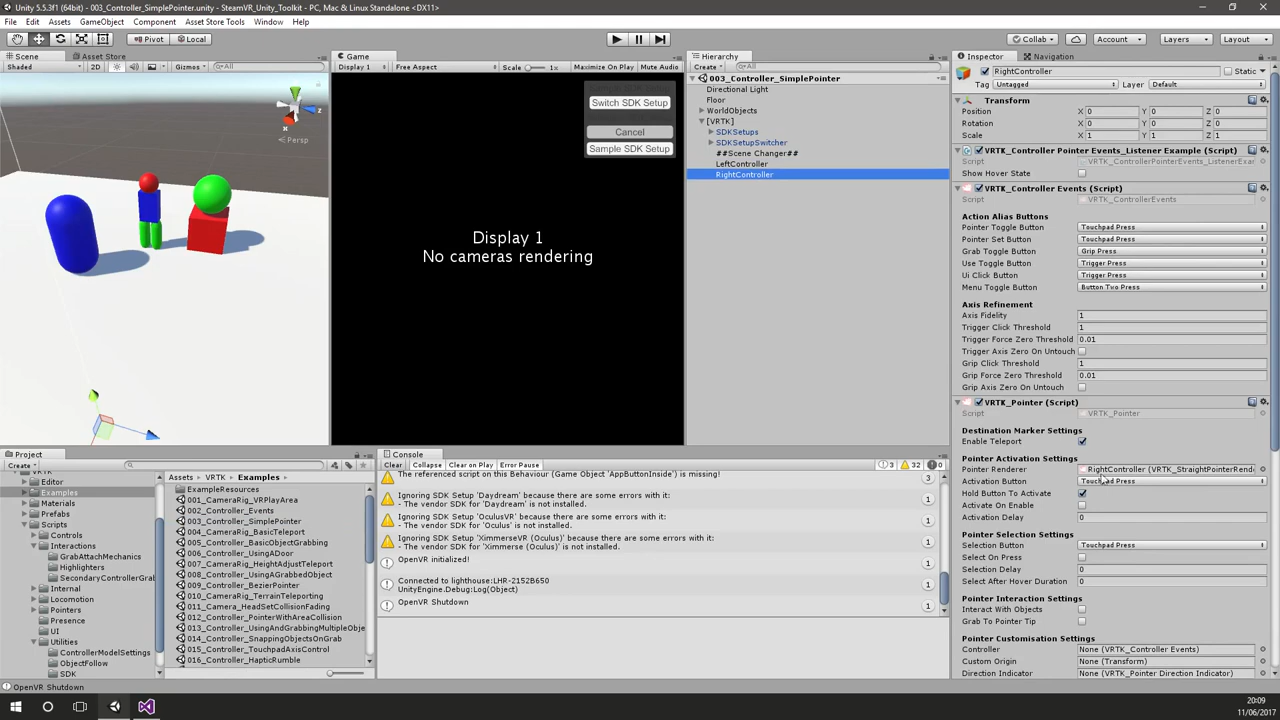 Unity 5.5.3f1 (64bit) - 003_Controller_SimplePointer.unity - SteamVR_Unity_Toolkit - PC, Mac & Linux Standalone <DX11>
File Edit Assets GameObject Component Asset Store Tools Window Help
Pivot Local Collab Account Layers Layout
Scene Asset Store
Shaded 2D Gizmos All
Persp
Game
Display 1 Free Aspect Scale 1x Maximize On Play Mute Audio
Switch SDK Setup
Cancel
Sample SDK Setup
Display 1
No cameras rendering
Hierarchy
Create All
003_Controller_SimplePointer
Directional Light
Floor
WorldObjects
[VRTK]
SDKSetups
SDKSetupSwitcher
##Scene Changer##
LeftController
RightController
Inspector Navigation
RightController Static
Tag Untagged Layer Default
Transform
Position X 0 Y 0 Z 0
Rotation X 0 Y 0 Z 0
Scale X 1 Y 1 Z 1
VRTK_Controller Pointer Events_Listener Example (Script)
Script VRTK_ControllerPointerEvents_ListenerExam
Show Hover State
VRTK_Controller Events (Script)
Script VRTK_ControllerEvents
Action Alias Buttons
Pointer Toggle Button Touchpad Press
Pointer Set Button Touchpad Press
Grab Toggle Button Grip Press
Use Toggle Button Trigger Press
Ui Click Button Trigger Press
Menu Toggle Button Button Two Press
Axis Refinement
Axis Fidelity 1
Trigger Click Threshold 1
Trigger Force Zero Threshold 0.01
Trigger Axis Zero On Untouch
Grip Click Threshold 1
Grip Force Zero Threshold 0.01
Grip Axis Zero On Untouch
VRTK_Pointer (Script)
Script VRTK_Pointer
Destination Marker Settings
Enable Teleport
Pointer Activation Settings
Pointer Renderer RightController (VRTK_StraightPointerRende
Activation Button Touchpad Press
Hold Button To Activate
Activate On Enable
Activation Delay 0
Pointer Selection Settings
Selection Button Touchpad Press
Select On Press
Selection Delay 0
Select After Hover Duration 0
Pointer Interaction Settings
Interact With Objects
Grab To Pointer Tip
Pointer Customisation Settings
Controller None (VRTK_Controller Events)
Custom Origin None (Transform)
Direction Indicator None (VRTK_Pointer Direction Indicator)
Project
Create
VRTK
Editor
Examples
Materials
Prefabs
Scripts
Controls
Interactions
GrabAttachMechanics
Highlighters
SecondaryControllerGrab
Internal
Locomotion
Pointers
Presence
UI
Utilities
ControllerModelSettings
ObjectFollow
SDK
Assets VRTK Examples
ExampleResources
001_CameraRig_VRPlayArea
002_Controller_Events
003_Controller_SimplePointer
004_CameraRig_BasicTeleport
005_Controller_BasicObjectGrabbing
006_Controller_UsingADoor
007_CameraRig_HeightAdjustTeleport
008_Controller_UsingAGrabbedObject
009_Controller_BezierPointer
010_CameraRig_TerrainTeleporting
011_Camera_HeadSetCollisionFading
012_Controller_PointerWithAreaCollision
013_Controller_UsingAndGrabbingMultipleObje
014_Controller_SnappingObjectsOnGrab
015_Controller_TouchpadAxisControl
016_Controller_HapticRumble
Console
Clear Collapse Clear on Play Error Pause 3 32 0
The referenced script on this Behaviour (Game Object 'AppButtonInside') is missing! 3
Ignoring SDK Setup 'Daydream' because there are some errors with it: 1
- The vendor SDK for 'Daydream' is not installed.
Ignoring SDK Setup 'OculusVR' because there are some errors with it: 1
- The vendor SDK for 'Oculus' is not installed.
Ignoring SDK Setup 'XimmerseVR (Oculus)' because there are some errors with it: 1
- The vendor SDK for 'Ximmerse (Oculus)' is not installed.
OpenVR initialized! 1
Connected to lighthouse:LHR-2152B650 1
UnityEngine.Debug:Log(Object)
OpenVR Shutdown 1
OpenVR Shutdown
20:09
11/06/2017